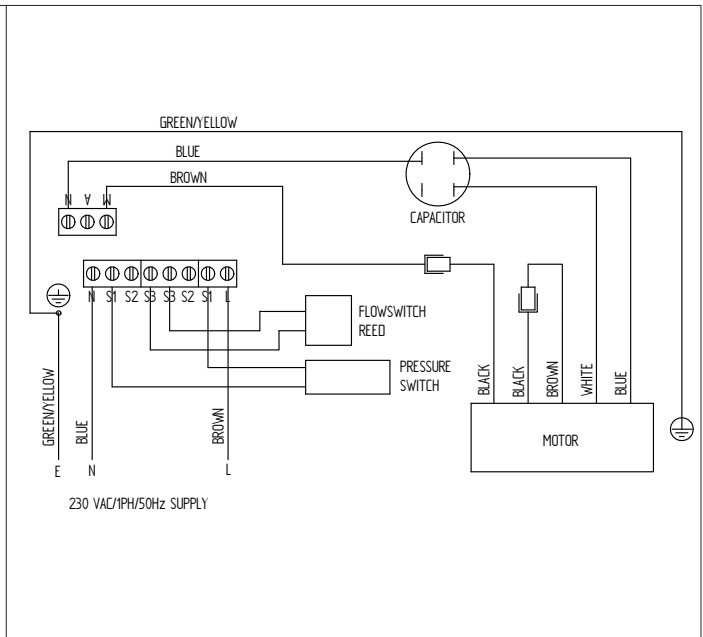 GREEN/YELLOW
BLUE
BROWN
N A M
CAPACITOR
N S1 S2 S3 S3 S2 S1 L
FLOWSWITCH
REED
PRESSURE
SWITCH
GREEN/YELLOW
BLUE
BROWN
BLACK
BLACK
BROWN
WHITE
BLUE
MOTOR
E N L
230 VAC/1PH/50Hz SUPPLY